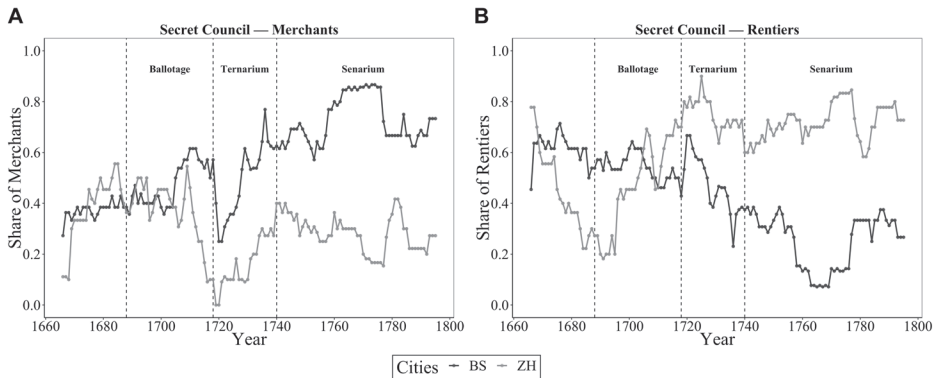 A
Secret Council — Merchants
Ballotage Ternarium Senarium
Share of Merchants
1.0
0.8
0.6
0.4
0.2
0.0
1660 1680 1700 1720 1740 1760 1780 1800
Year
B
Secret Council — Rentiers
Ballotage Ternarium Senarium
Share of Rentiers
1.0
0.8
0.6
0.4
0.2
0.0
1660 1680 1700 1720 1740 1760 1780 1800
Year
Cities BS ZH